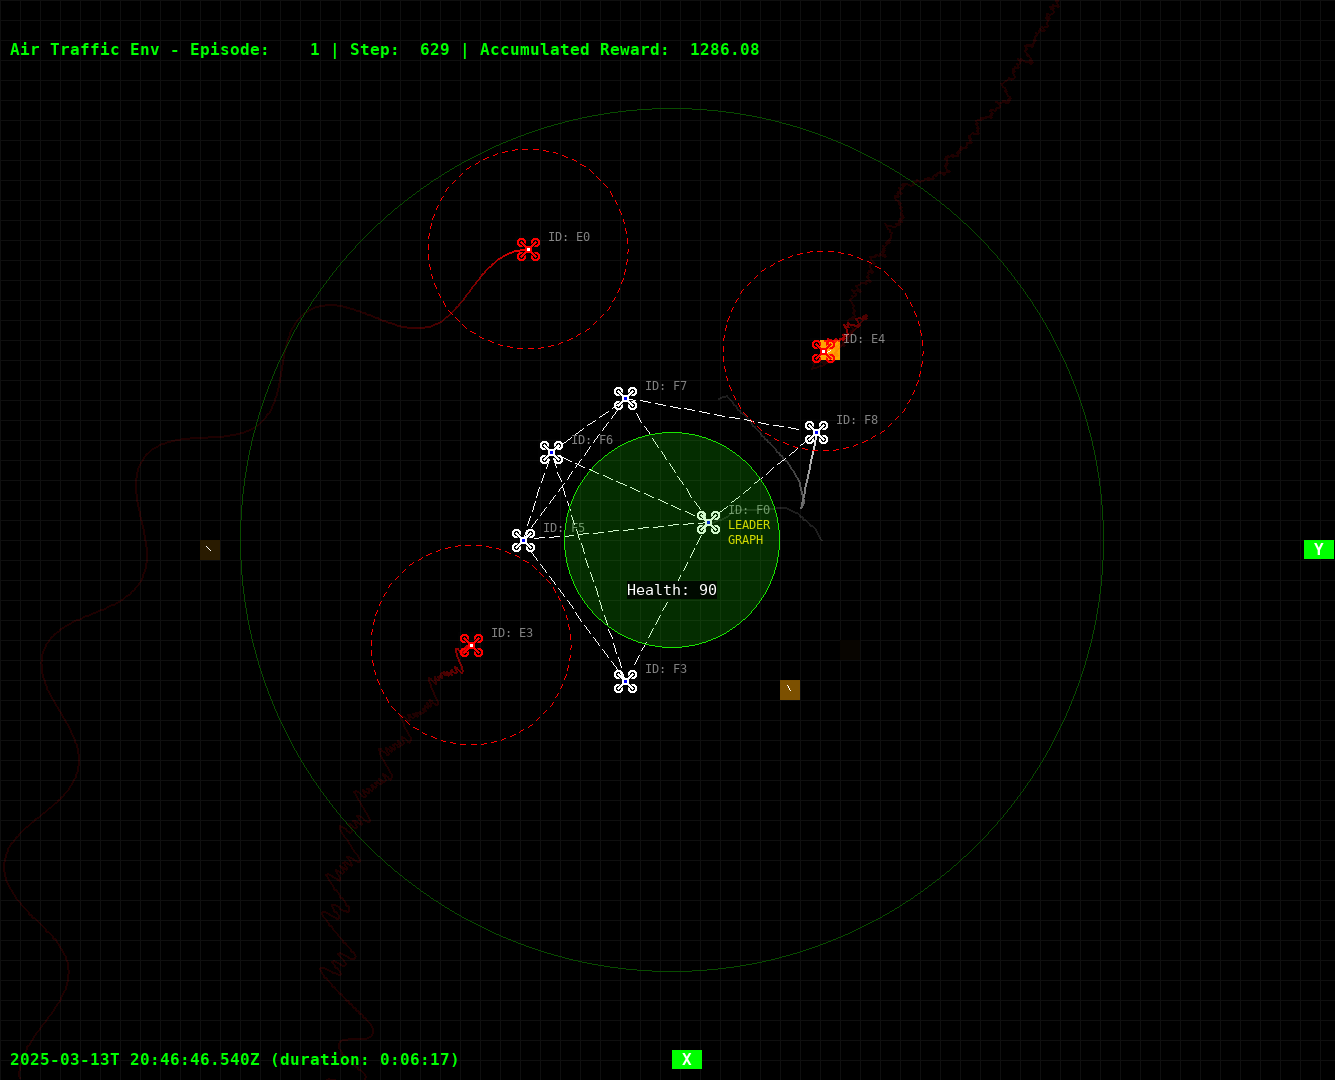 Air Traffic Env - Episode:    1 | Step:  629 | Accumulated Reward:  1286.08
ID: E0
ID: E4
ID: F7
ID: F8
ID: F6
ID: F0
LEADER
GRAPH
ID: F5
Y
Health: 90
ID: E3
ID: F3
2025-03-13T 20:46:46.540Z (duration: 0:06:17)
X